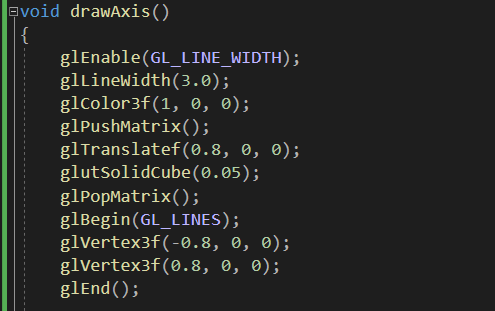 void drawAxis()
{
glEnable(GL_LINE_WIDTH);
glLineWidth(3.0);
glColor3f(1, 0, 0);
glPushMatrix();
glTranslatef(0.8, 0, 0);
glutSolidCube(0.05);
glPopMatrix();
glBegin(GL_LINES);
glVertex3f(-0.8, 0, 0);
glVertex3f(0.8, 0, 0);
glEnd();